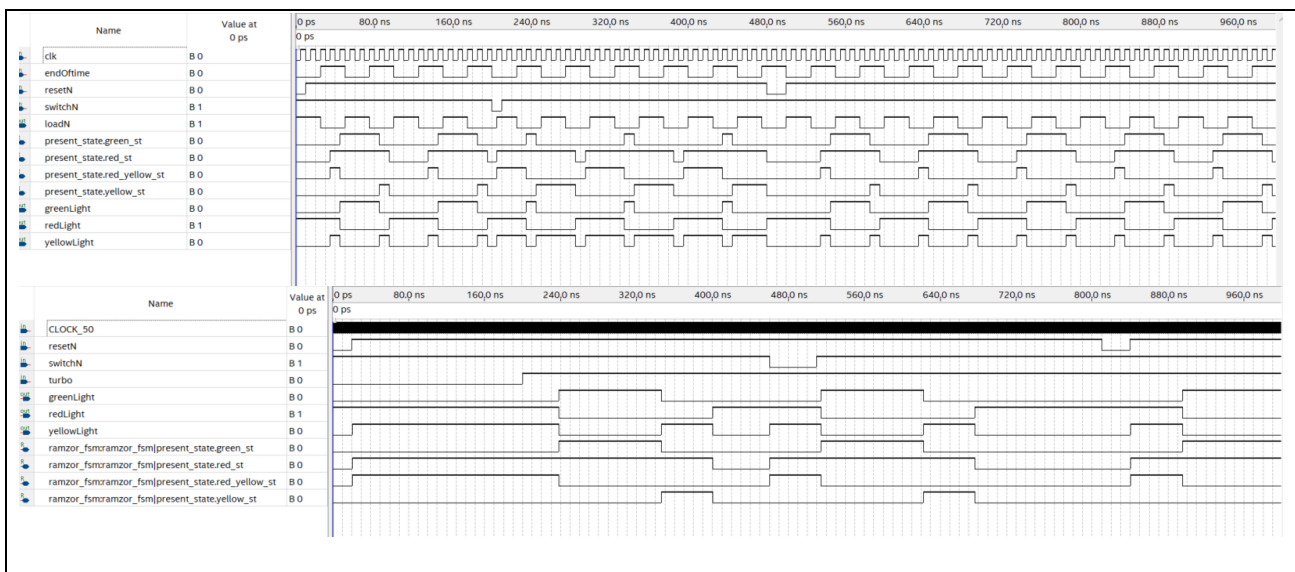 Name Value at 0 ps
0 ps 80,0 ns 160,0 ns 240,0 ns 320,0 ns 400,0 ns 480,0 ns 560,0 ns 640,0 ns 720,0 ns 800,0 ns 880,0 ns 960,0 ns
0 ps
clk B 0
endOftime B 0
resetN B 0
switchN B 1
loadN B 1
present_state.green_st B 0
present_state.red_st B 0
present_state.red_yellow_st B 0
present_state.yellow_st B 0
greenLight B 0
redLight B 1
yellowLight B 0
Name Value at 0 ps
0 ps 80,0 ns 160,0 ns 240,0 ns 320,0 ns 400,0 ns 480,0 ns 560,0 ns 640,0 ns 720,0 ns 800,0 ns 880,0 ns 960,0 ns
0 ps
CLOCK_50 B 0
resetN B 0
switchN B 1
turbo B 0
greenLight B 0
redLight B 1
yellowLight B 0
ramzor_fsm:ramzor_fsm|present_state.green_st B 0
ramzor_fsm:ramzor_fsm|present_state.red_st B 0
ramzor_fsm:ramzor_fsm|present_state.red_yellow_st B 0
ramzor_fsm:ramzor_fsm|present_state.yellow_st B 0